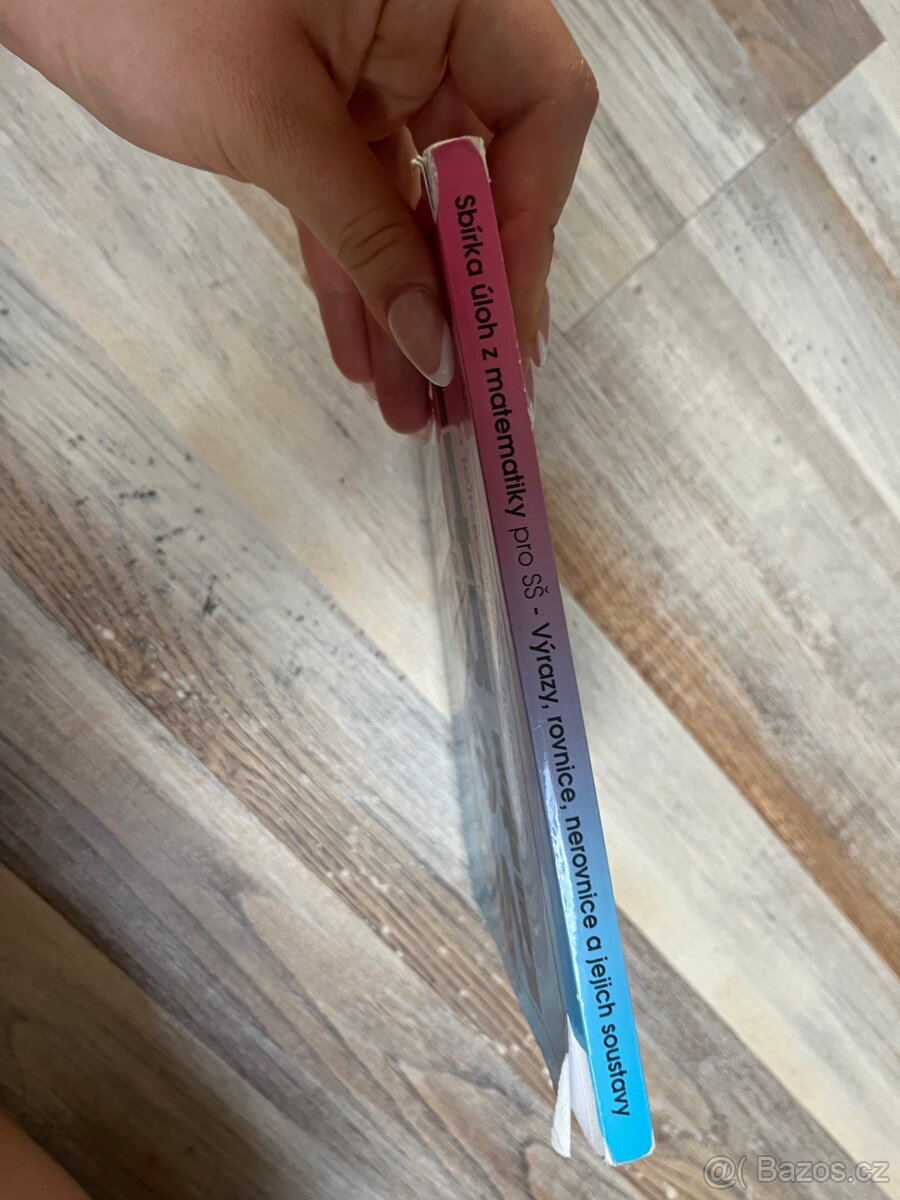 Sbírka úloh z matematiky pro SŠ - Výrazy, rovnice, nerovnice a jejich soustavy
@( Bazos.cz